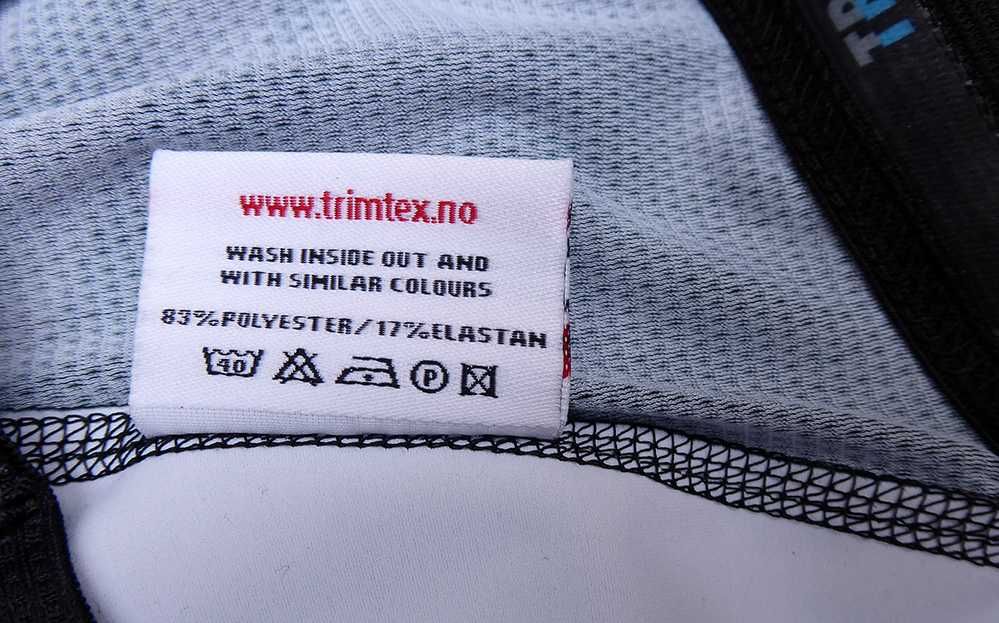 www.trimtex.no
WASH INSIDE OUT AND
WITH SIMILAR COLOURS
83%POLYESTER/17%ELASTAN
40
P